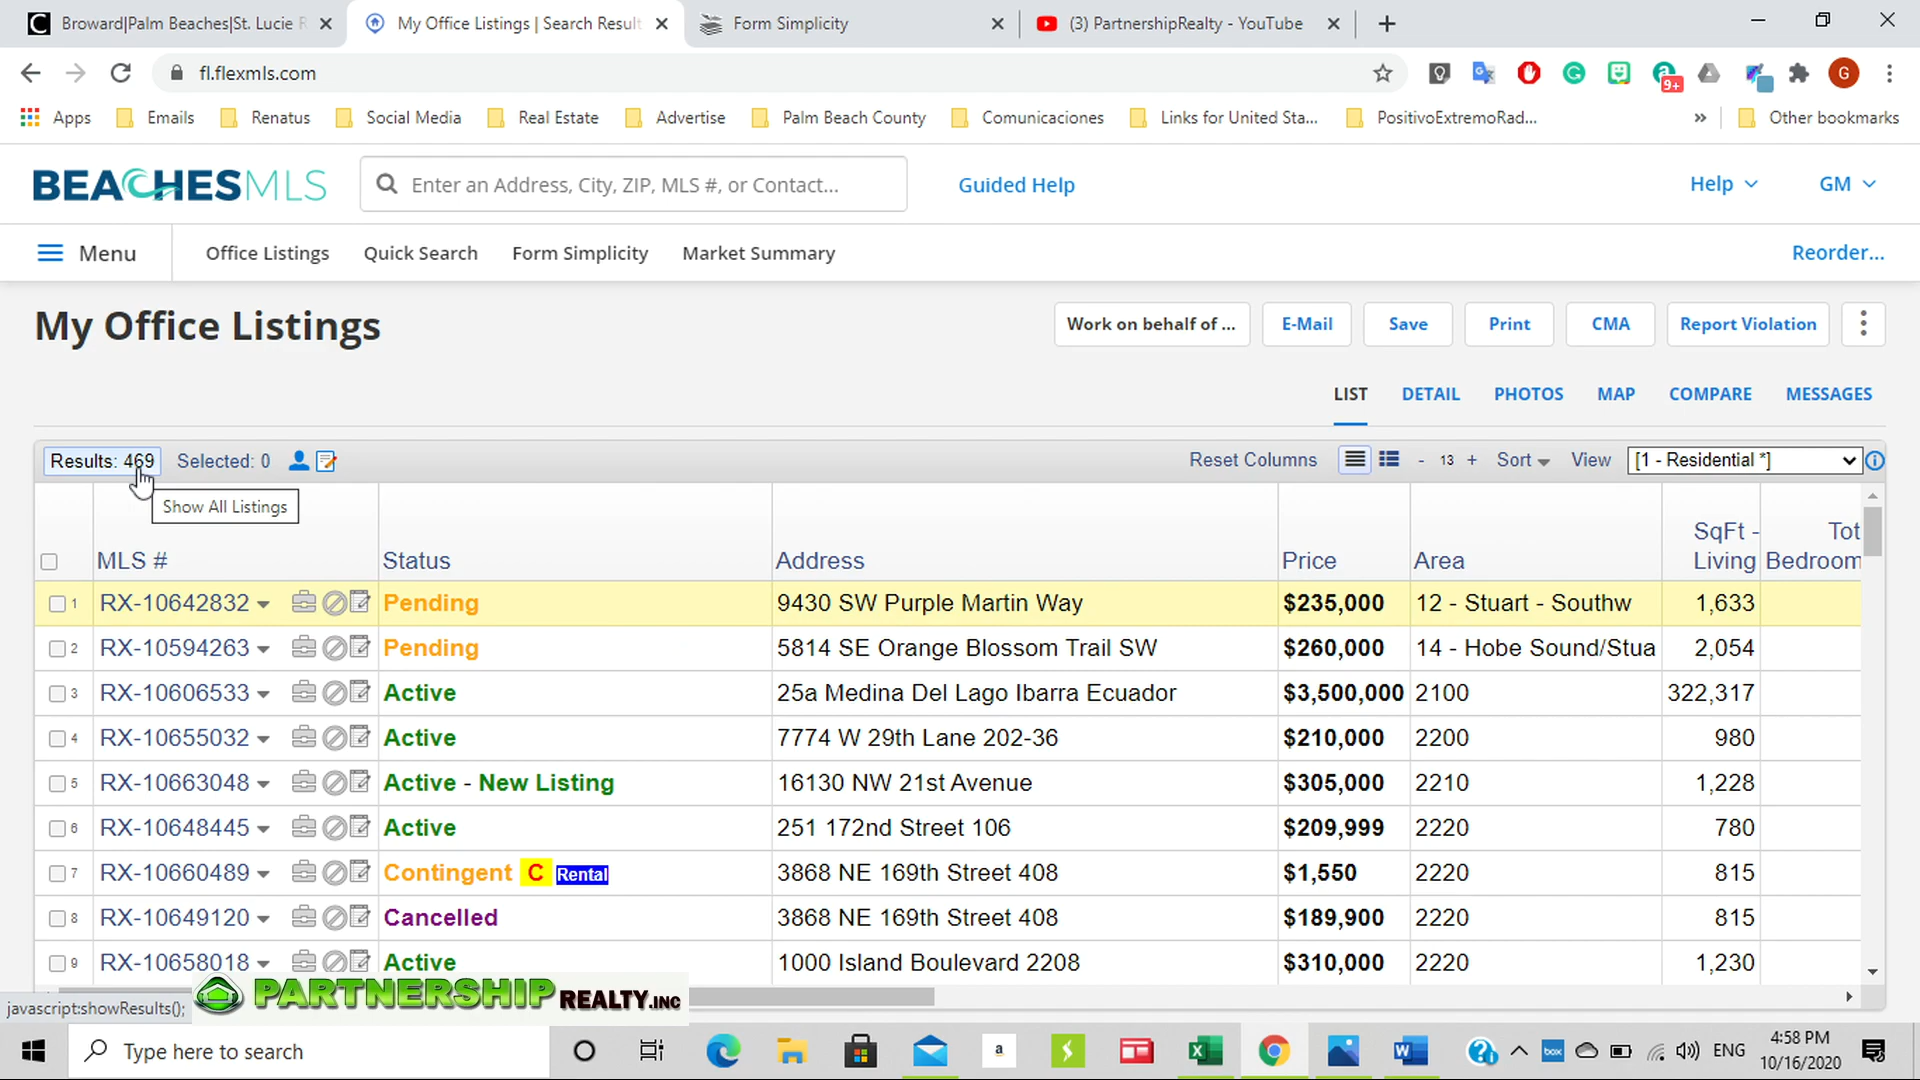 Broward|Palm Beaches|St. Lucie R
My Office Listings | Search Result
Form Simplicity
(3) PartnershipRealty - YouTube
fl.flexmls.com
9+
G
Apps
Emails
Renatus
Social Media
Real Estate
Advertise
Palm Beach County
Comunicaciones
Links for United Sta...
PositivoExtremoRad...
»
Other bookmarks
BEACHESMLS
Enter an Address, City, ZIP, MLS #, or Contact...
Guided Help
Help
GM
Menu
Office Listings
Quick Search
Form Simplicity
Market Summary
Reorder...
My Office Listings
Work on behalf of ...
E-Mail
Save
Print
CMA
Report Violation
LIST
DETAIL
PHOTOS
MAP
COMPARE
MESSAGES
Results: 469
Selected: 0
Reset Columns
- 13 +
Sort
View
[1 - Residential *]
Show All Listings
MLS #
Status
Address
Price
Area
SqFt - Living
Tot Bedroom
1 RX-10642832 Pending 9430 SW Purple Martin Way $235,000 12 - Stuart - Southw 1,633
2 RX-10594263 Pending 5814 SE Orange Blossom Trail SW $260,000 14 - Hobe Sound/Stua 2,054
3 RX-10606533 Active 25a Medina Del Lago Ibarra Ecuador $3,500,000 2100 322,317
4 RX-10655032 Active 7774 W 29th Lane 202-36 $210,000 2200 980
5 RX-10663048 Active - New Listing 16130 NW 21st Avenue $305,000 2210 1,228
6 RX-10648445 Active 251 172nd Street 106 $209,999 2220 780
7 RX-10660489 Contingent C Rental 3868 NE 169th Street 408 $1,550 2220 815
8 RX-10649120 Cancelled 3868 NE 169th Street 408 $189,900 2220 815
9 RX-10658018 Active 1000 Island Boulevard 2208 $310,000 2220 1,230
javascript:showResults();
PARTNERSHIP REALTY.INC
Type here to search
a
box
ENG
4:58 PM
10/16/2020